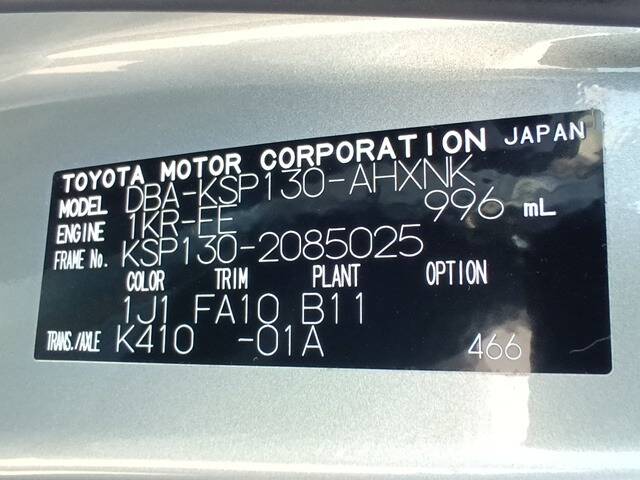 TOYOTA MOTOR CORPORATION JAPAN
MODEL DBA-KSP130-AHXNK
ENGINE 1KR-FE 996 mL
FRAME No. KSP130-2085025
COLOR TRIM PLANT OPTION
1J1 FA10 B11
TRANS./AXLE K410 -01A 466